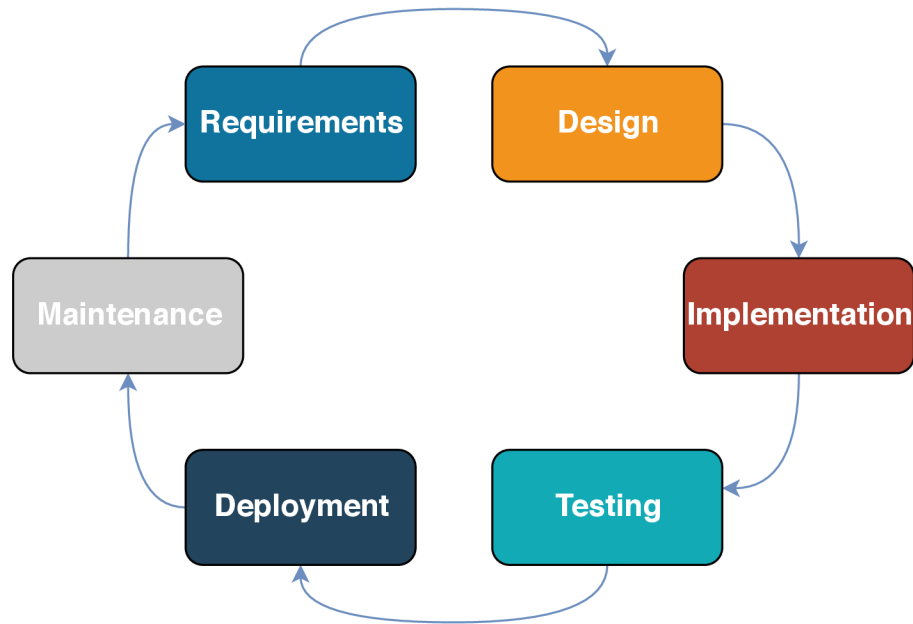 Requirements
Design
Implementation
Testing
Deployment
Maintenance